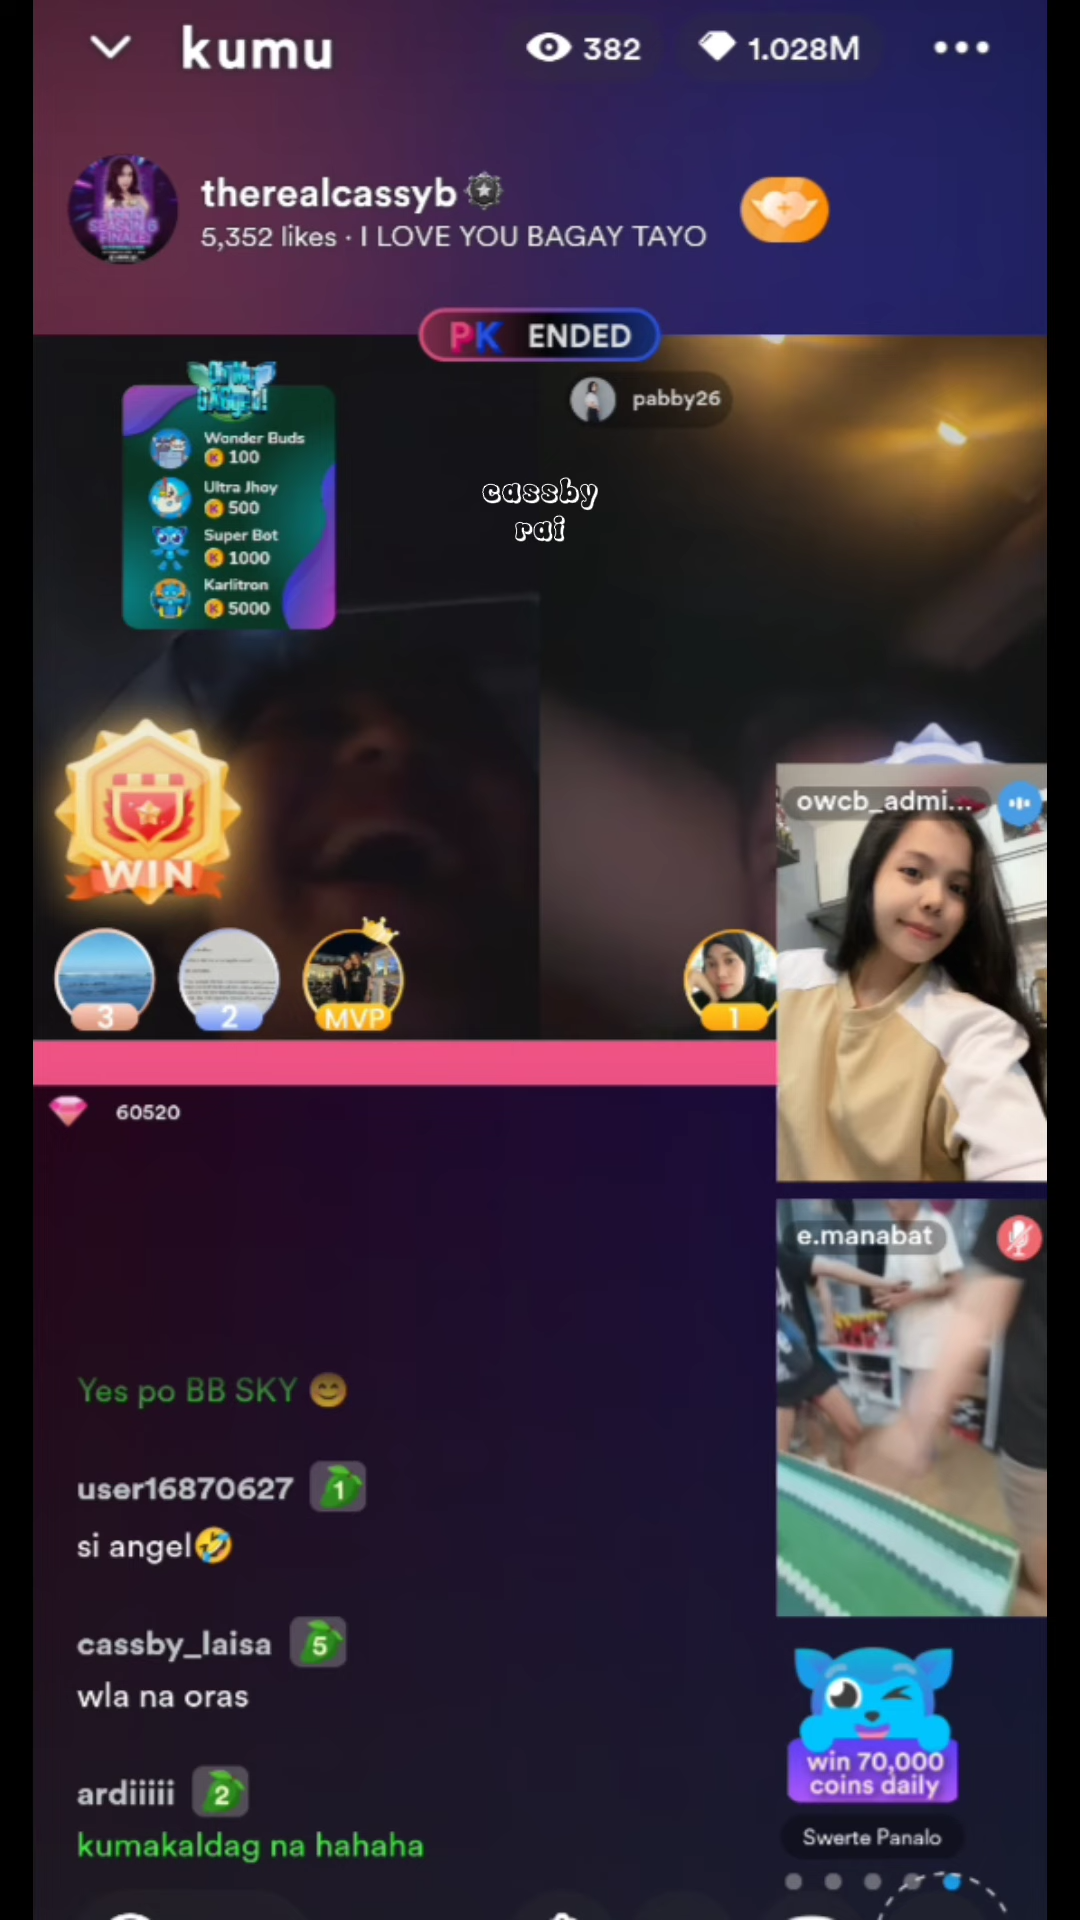 kumu
382
1.028M
therealcassyb
5,352 likes · I LOVE YOU BAGAY TAYO
PK ENDED
pabby26
Wonder Buds
100
Ultra Jhoy
500
Super Bot
1000
Karlitron
5000
cassby
rai
WIN
3
2
MVP
1
owcb_admi...
60520
e.manabat
Yes po BB SKY 😊
user16870627 1
si angel🤣
cassby_laisa 5
wla na oras
ardiiiii 2
kumakaldag na hahaha
win 70,000
coins daily
Swerte Panalo